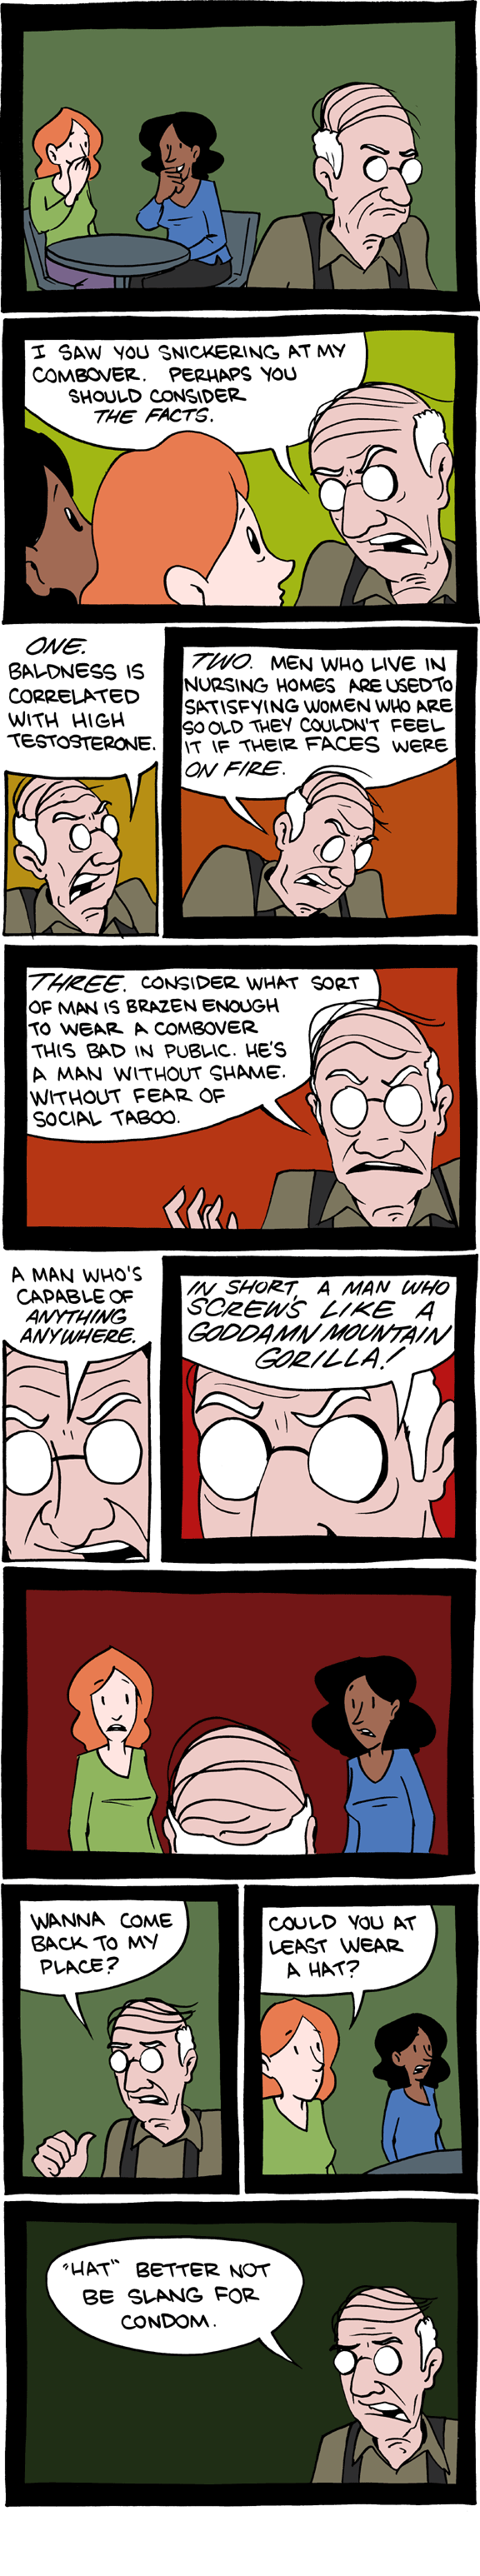 I SAW YOU SNICKERING AT MY
COMBOVER. PERHAPS YOU
SHOULD CONSIDER
THE FACTS.
ONE.
BALDNESS IS
CORRELATED
WITH HIGH
TESTOSTERONE.
TWO. MEN WHO LIVE IN
NURSING HOMES ARE USED TO
SATISFYING WOMEN WHO ARE
SO OLD THEY COULDN'T FEEL
IT IF THEIR FACES WERE
ON FIRE.
THREE. CONSIDER WHAT SORT
OF MAN IS BRAZEN ENOUGH
TO WEAR A COMBOVER
THIS BAD IN PUBLIC. HE'S
A MAN WITHOUT SHAME.
WITHOUT FEAR OF
SOCIAL TABOO.
A MAN WHO'S
CAPABLE OF
ANYTHING
ANYWHERE.
IN SHORT, A MAN WHO
SCREWS LIKE A
GODDAMN MOUNTAIN
GORILLA!
WANNA COME
BACK TO MY
PLACE?
COULD YOU AT
LEAST WEAR
A HAT?
"HAT" BETTER NOT
BE SLANG FOR
CONDOM.